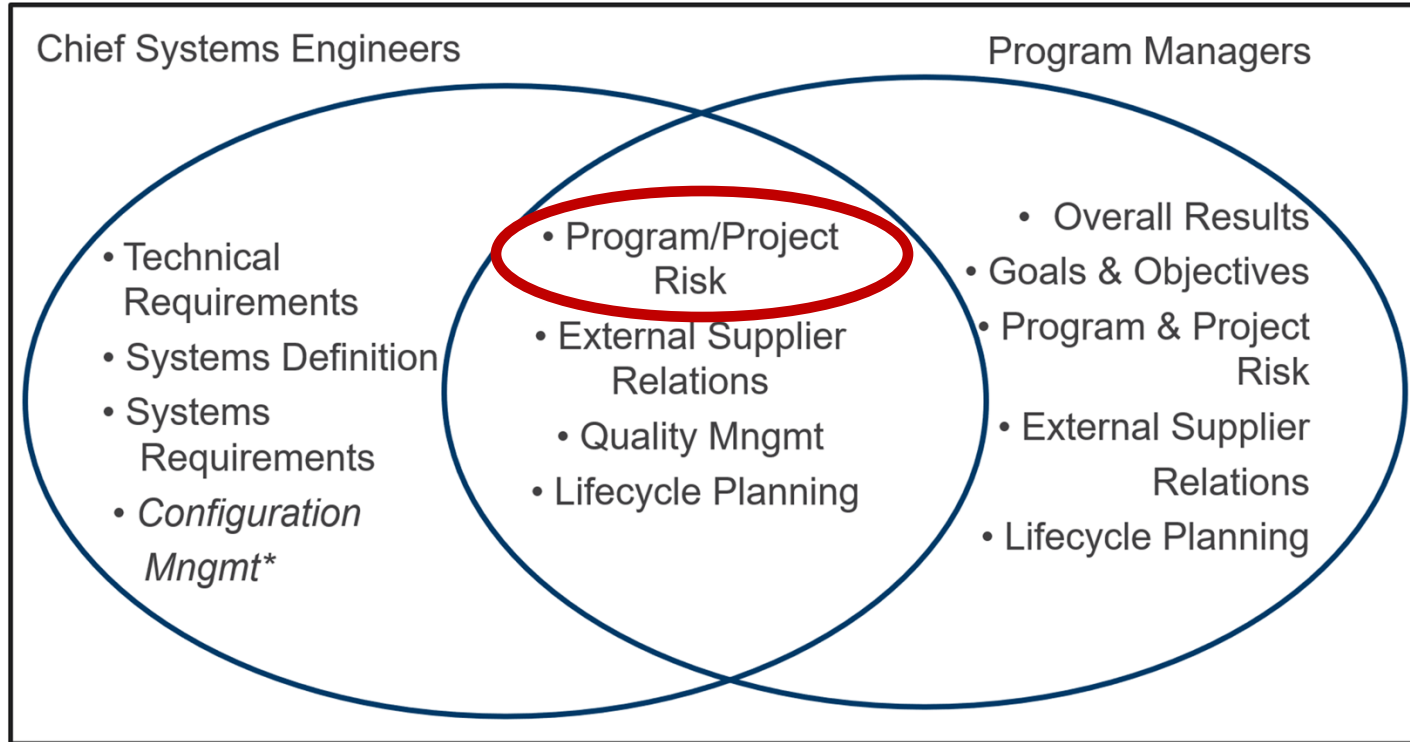 Chief Systems Engineers
Program Managers
• Technical
Requirements
• Systems Definition
• Systems
Requirements
• Configuration
Mngmt*
• Program/Project
Risk
• External Supplier
Relations
• Quality Mngmt
• Lifecycle Planning
• Overall Results
• Goals & Objectives
• Program & Project
Risk
• External Supplier
Relations
• Lifecycle Planning